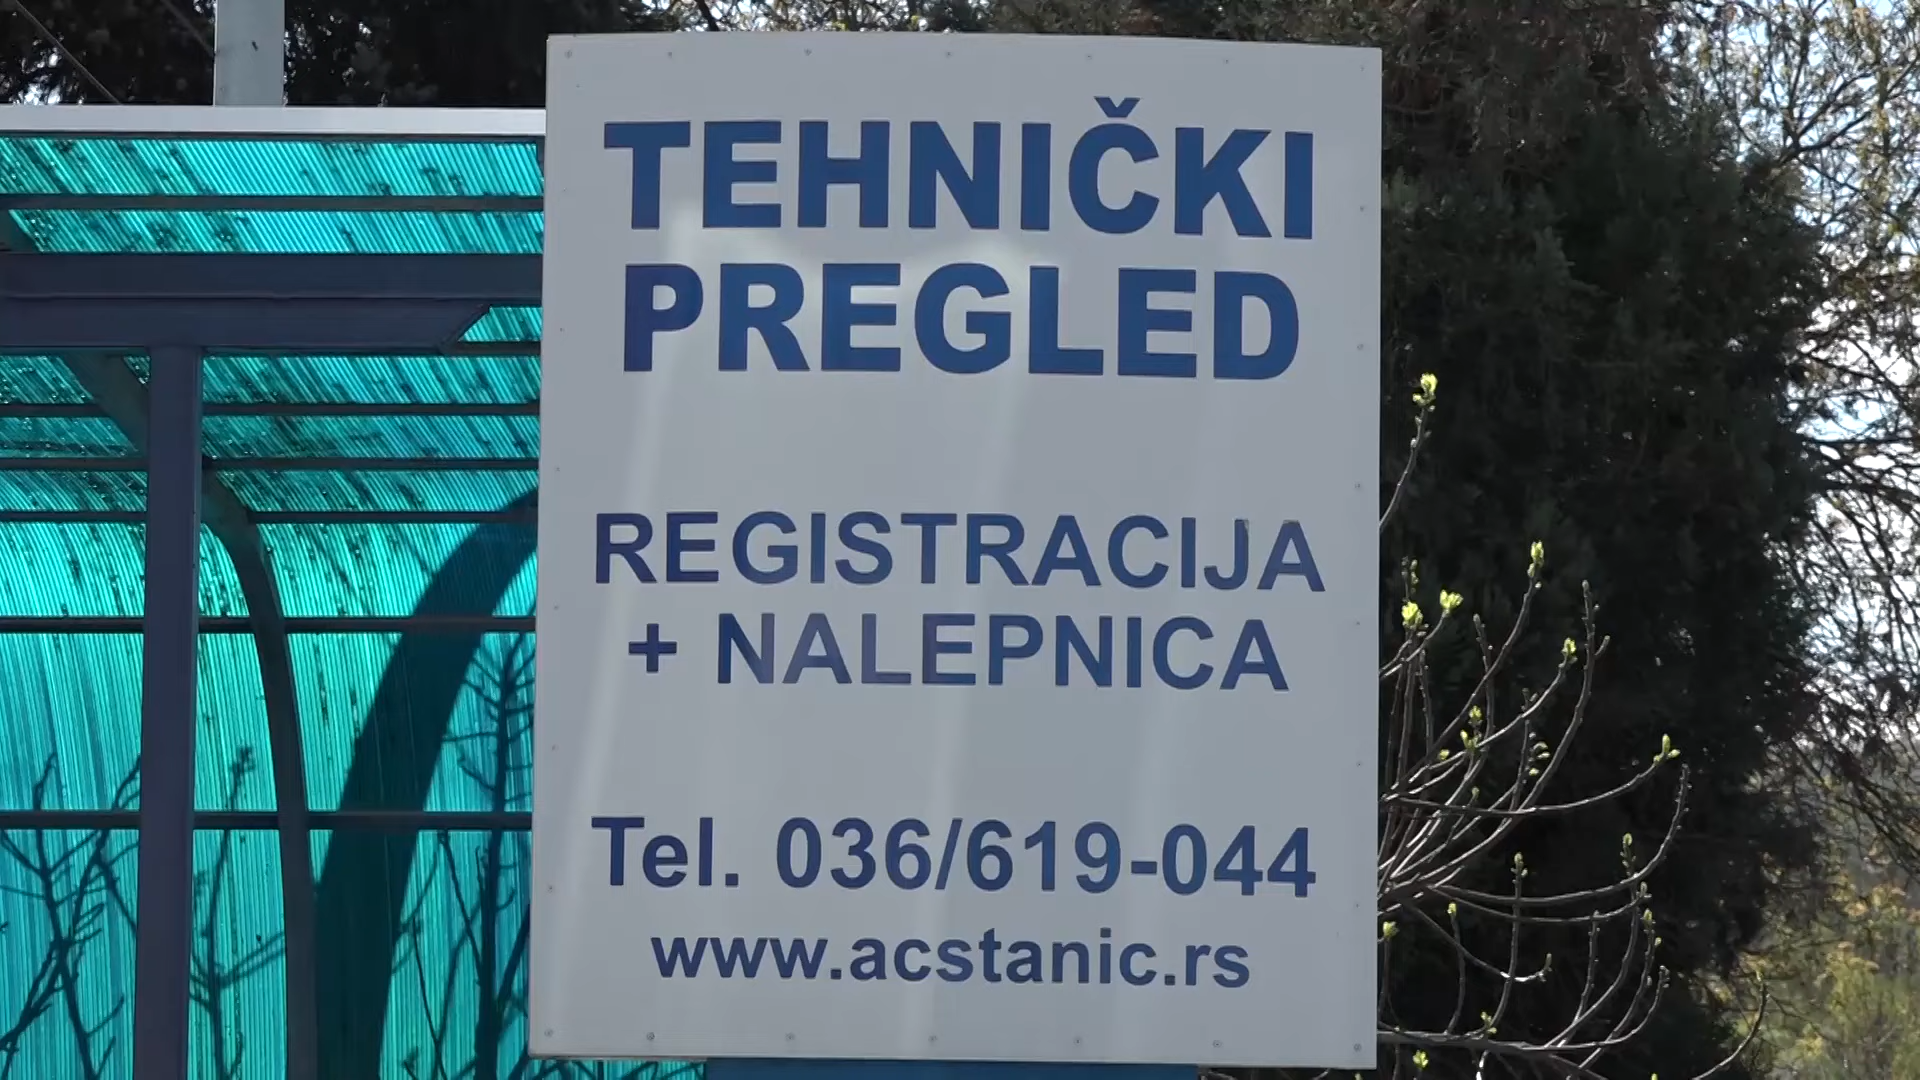 TEHNIČKI
PREGLED
REGISTRACIJA
+ NALEPNICA
Tel. 036/619-044
www.acstanic.rs